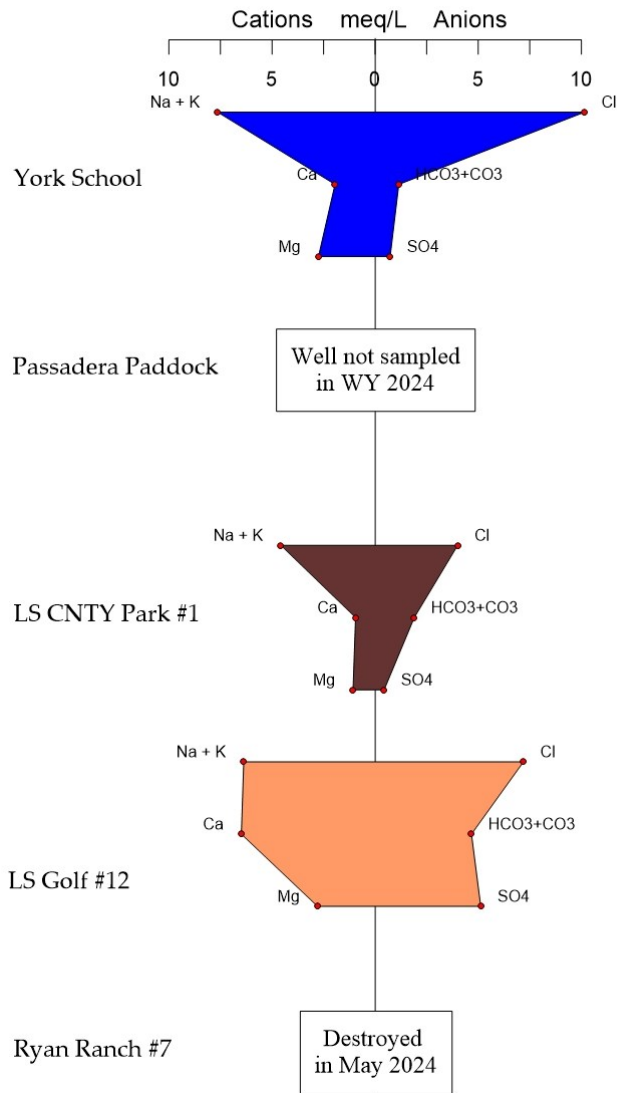 Cations meq/L Anions
10 5 0 5 10
Na + K Cl
York School
Ca HCO3+CO3
Mg SO4
Passadera Paddock
Well not sampled
in WY 2024
Na + K Cl
LS CNTY Park #1
Ca HCO3+CO3
Mg SO4
Na + K Cl
Ca HCO3+CO3
LS Golf #12
Mg SO4
Ryan Ranch #7
Destroyed
in May 2024